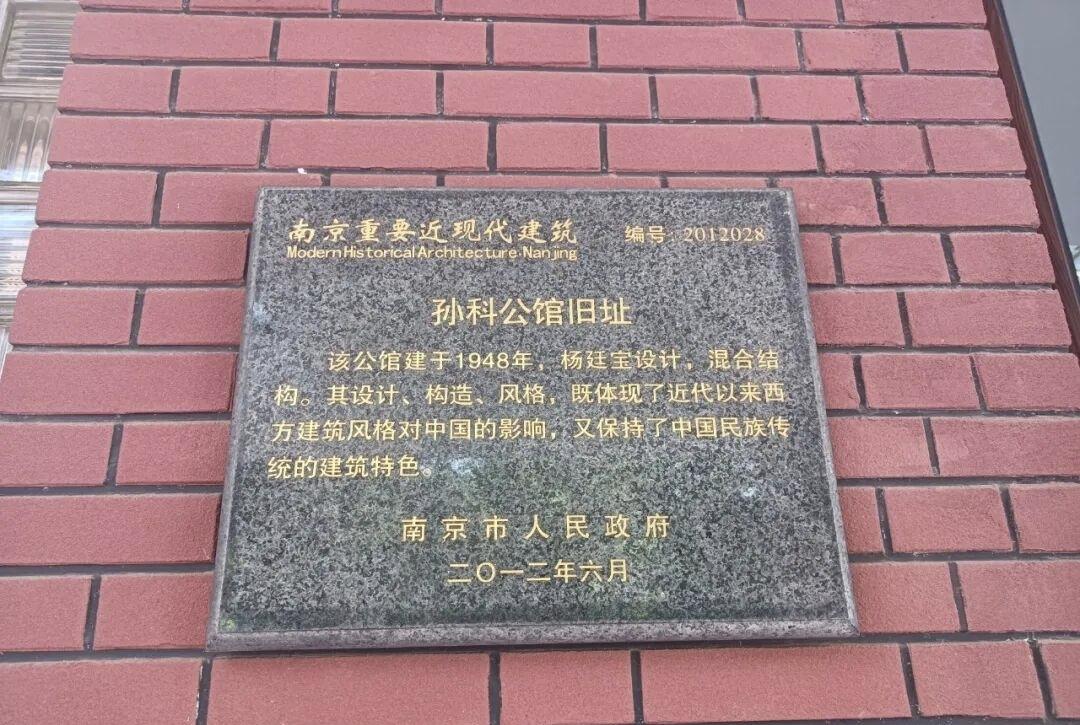 南京重要近现代建筑 编号:2012028
Modern Historical Architecture·Nanjing
孙科公馆旧址
该公馆建于1948年，杨廷宝设计，混合结
构。其设计、构造、风格，既体现了近代以来西
方建筑风格对中国的影响，又保持了中国民族传
统的建筑特色。
南京市人民政府
二〇一二年六月